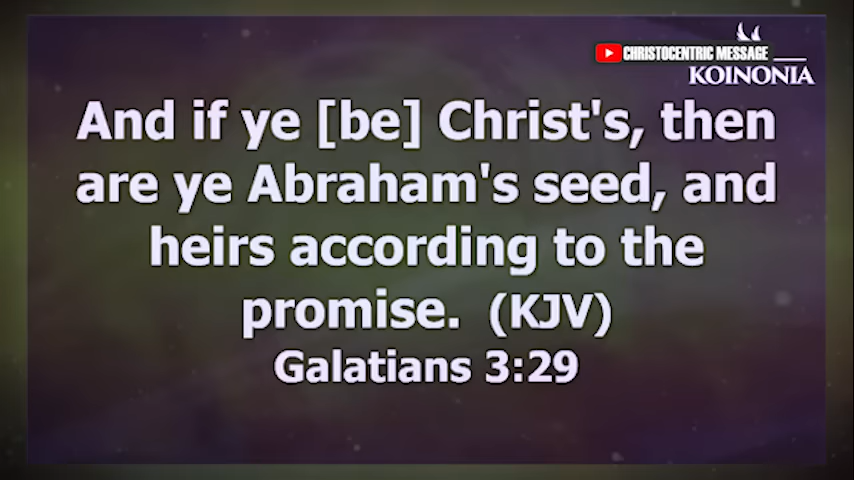 CHRISTOCENTRIC MESSAGE
KOINONIA
And if ye [be] Christ's, then
are ye Abraham's seed, and
heirs according to the
promise. (KJV)
Galatians 3:29